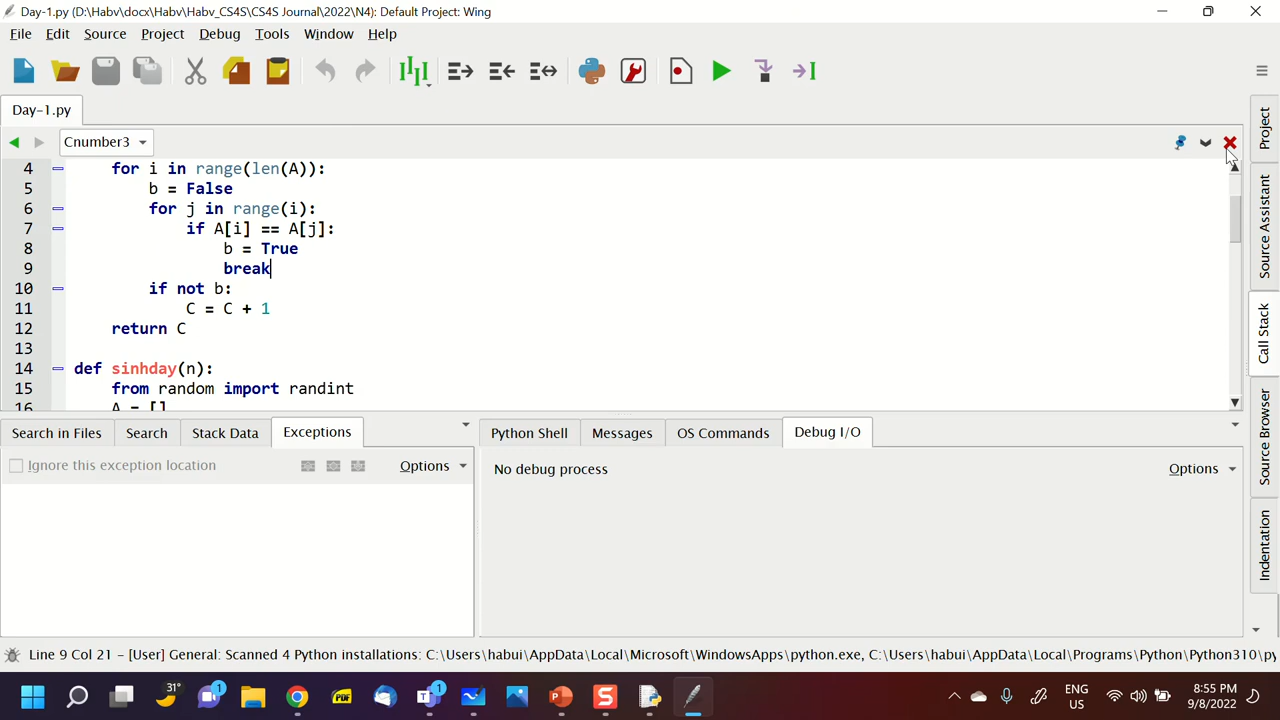 Day-1.py (D:\Habv\docx\Habv\Habv_CS4S\CS4S Journal\2022\N4): Default Project: Wing
File Edit Source Project Debug Tools Window Help
Day-1.py
Cnumber3
4 for i in range(len(A)):
5 b = False
6 for j in range(i):
7 if A[i] == A[j]:
8 b = True
9 break
10 if not b:
11 C = C + 1
12 return C
13
14 def sinhday(n):
15 from random import randint
16 A = []
Project
Source Assistant
Call Stack
Source Browser
Indentation
Search in Files Search Stack Data Exceptions
Ignore this exception location Options
Python Shell Messages OS Commands Debug I/O
No debug process Options
Line 9 Col 21 – [User] General: Scanned 4 Python installations: C:\Users\habui\AppData\Local\Microsoft\WindowsApps\python.exe, C:\Users\habui\AppData\Local\Programs\Python\Python310\py
31°
1
1
PDF
ENG
US
8:55 PM
9/8/2022